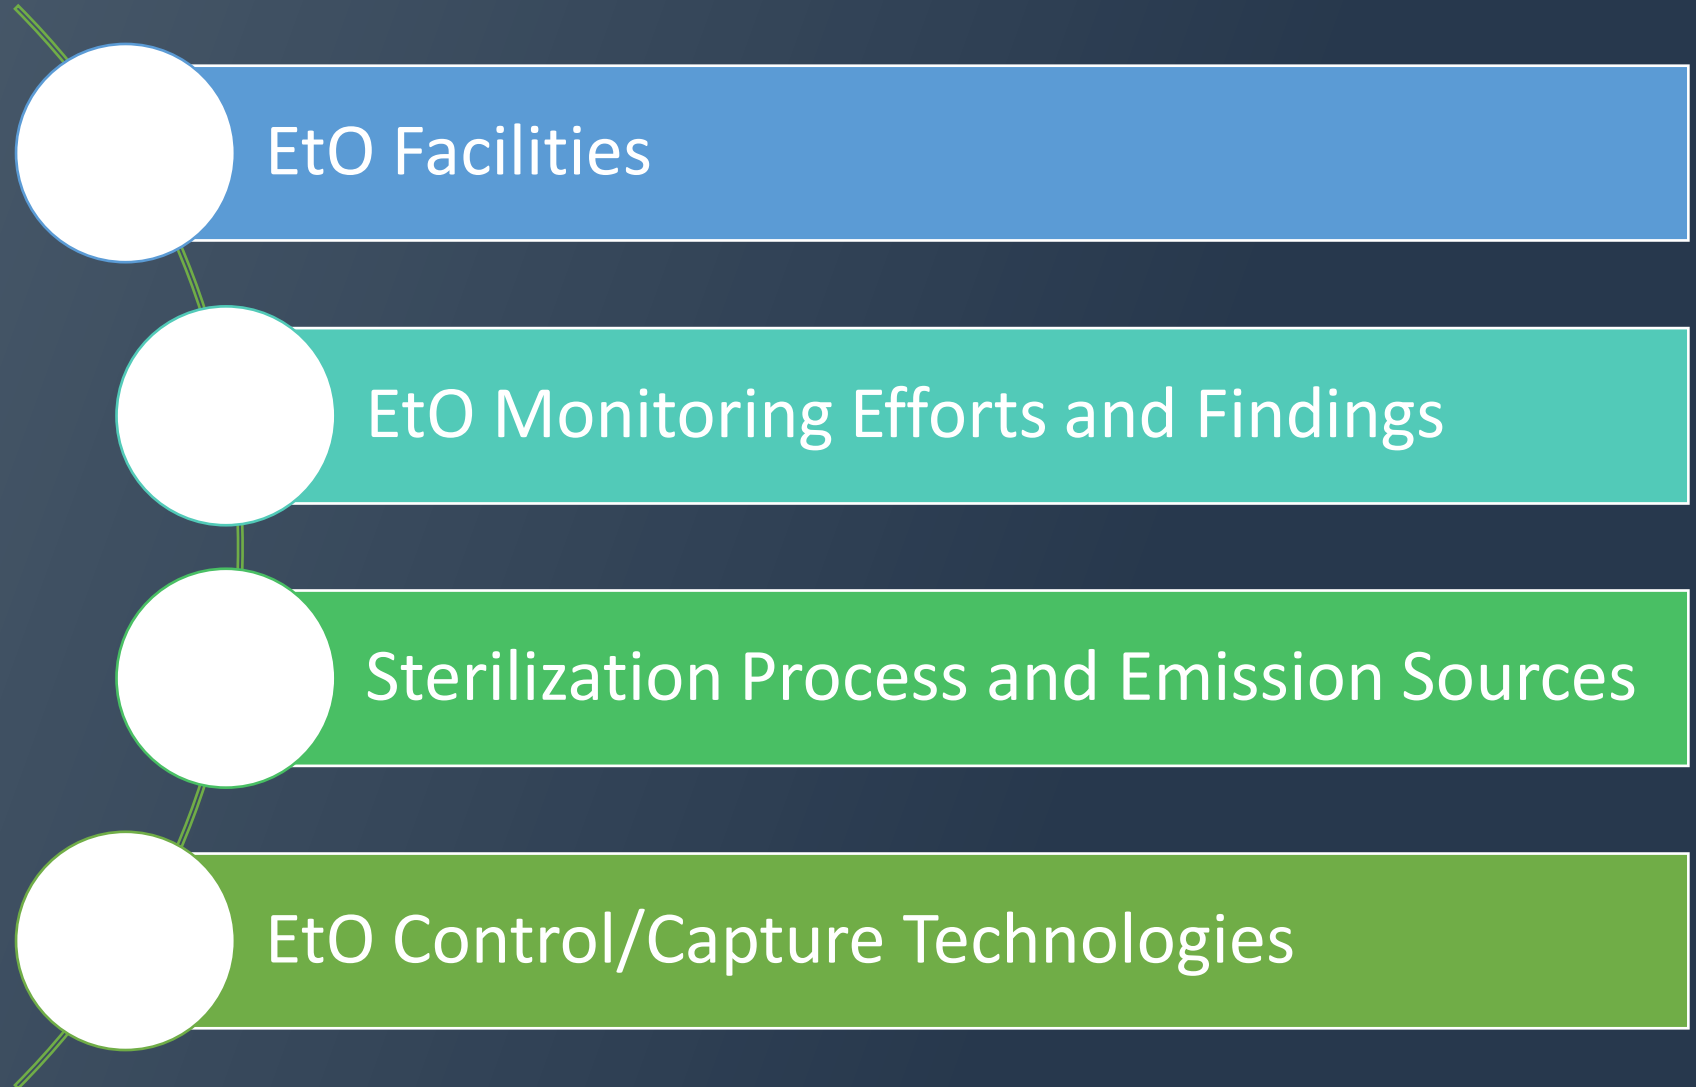 EtO Facilities
EtO Monitoring Efforts and Findings
Sterilization Process and Emission Sources
EtO Control/Capture Technologies